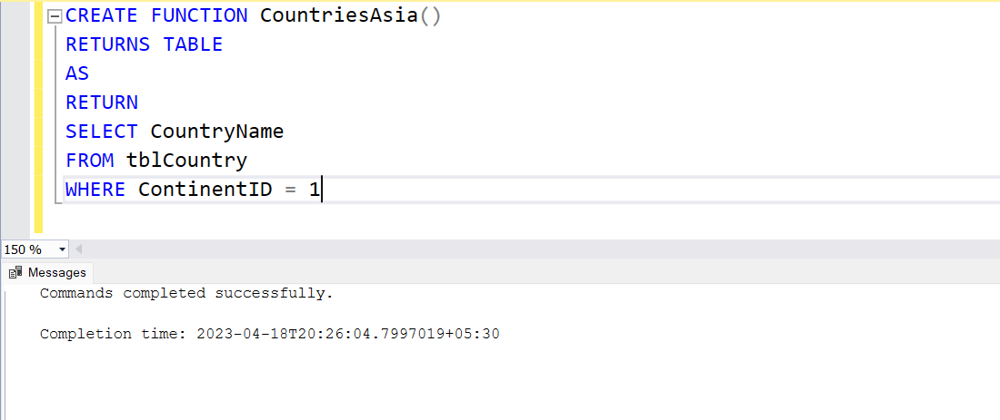 CREATE FUNCTION CountriesAsia()
RETURNS TABLE
AS
RETURN
SELECT CountryName
FROM tblCountry
WHERE ContinentID = 1
150 %
Messages
Commands completed successfully.
Completion time: 2023-04-18T20:26:04.7997019+05:30